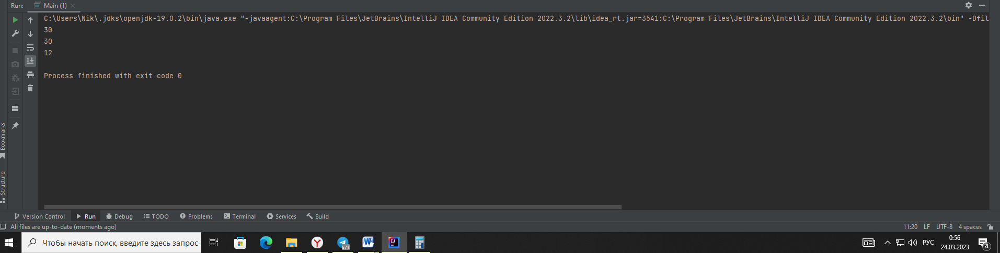 Run: Main (1)
C:\Users\Nik\.jdks\openjdk-19.0.2\bin\java.exe "-javaagent:C:\Program Files\JetBrains\IntelliJ IDEA Community Edition 2022.3.2\lib\idea_rt.jar=3541:C:\Program Files\JetBrains\IntelliJ IDEA Community Edition 2022.3.2\bin" -Dfil
30
30
12
Process finished with exit code 0
Bookmarks
Structure
Version Control Run Debug TODO Problems Terminal Services Build
All files are up-to-date (moments ago) 11:20 LF UTF-8 4 spaces
Чтобы начать поиск, введите здесь запрос 671 W IJ РУС 0:56
24.03.2023 4